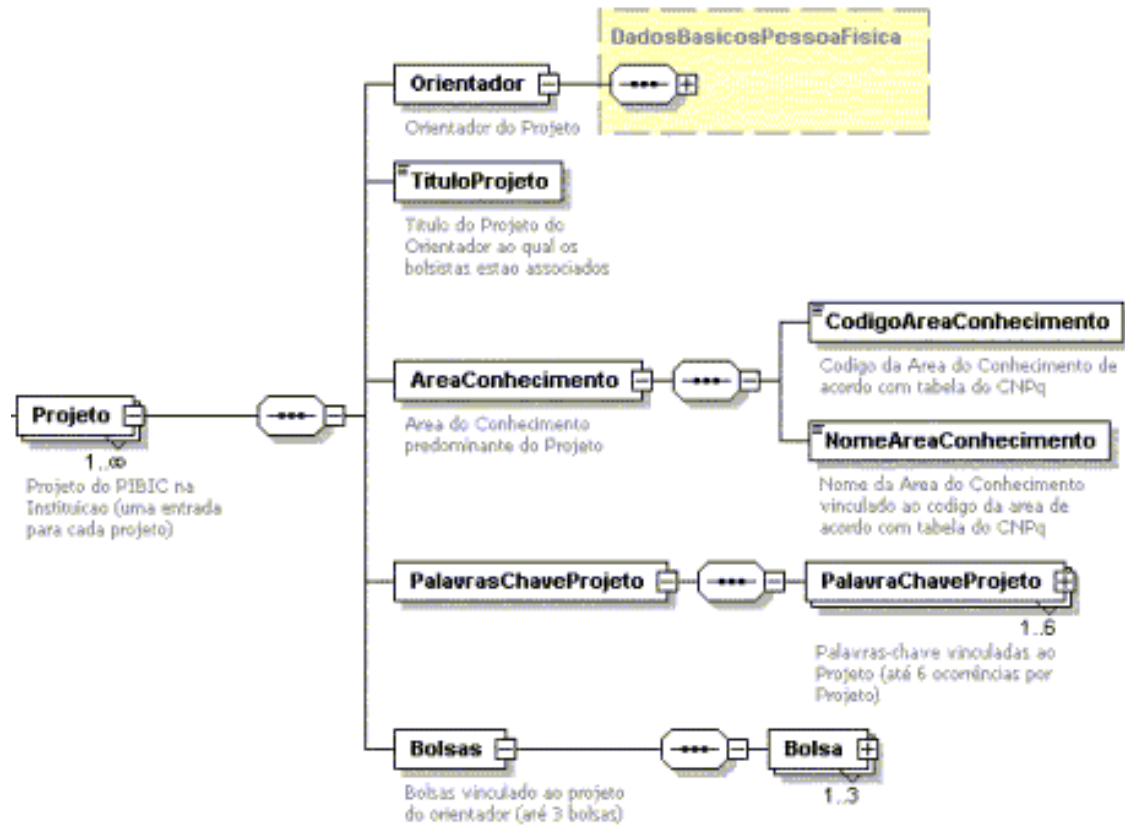 DadosBasicosPessoaFisica
Orientador
Orientador do Projeto
TituloProjeto
Titulo do Projeto do
Orientador ao qual os
bolsistas estao associados
CodigoAreaConhecimento
Codigo da Area do Conhecimento de
acordo com tabela do CNPq
AreaConhecimento
Area do Conhecimento
predominante do Projeto
NomeAreaConhecimento
Nome da Area do Conhecimento
vinculado ao codigo da area de
acordo com tabela do CNPq
Projeto
1..∞
Projeto do PIBIC na
Instituicao (uma entrada
para cada projeto)
PalavrasChaveProjeto
PalavraChaveProjeto
1..6
Palavras-chave vinculadas ao
Projeto (até 6 ocorrências por
Projeto)
Bolsas
Bolsas vinculado ao projeto
do orientador (até 3 bolsas)
Bolsa
1..3